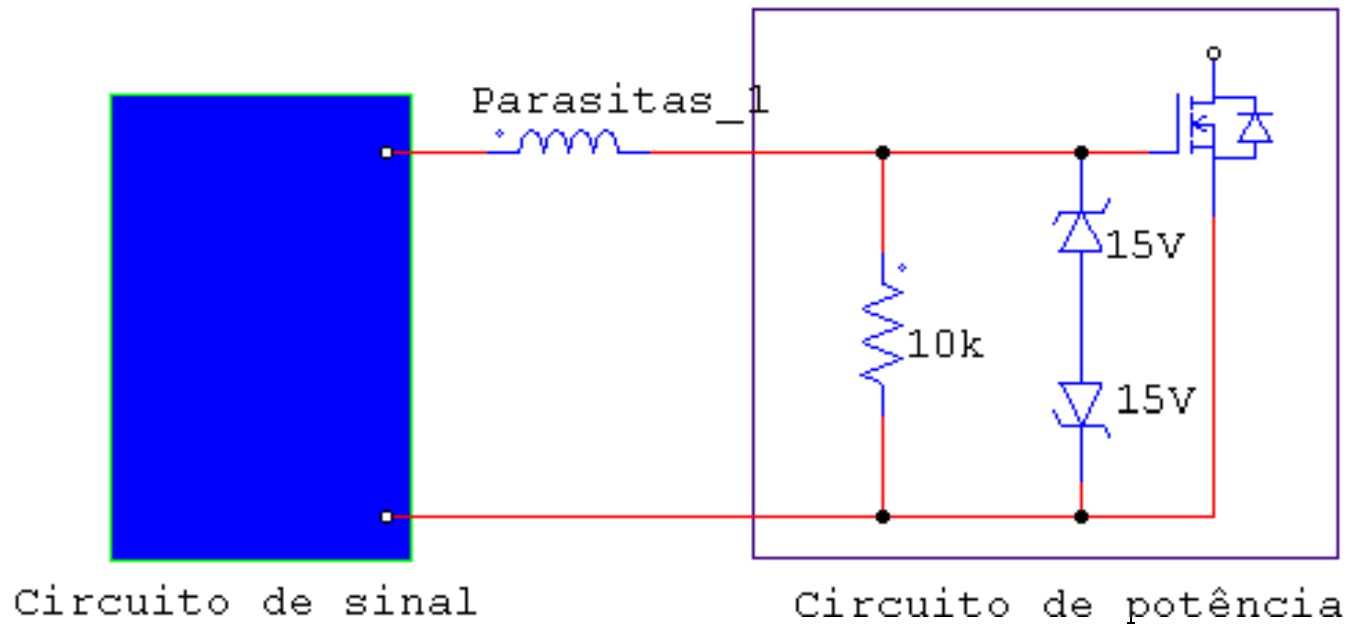 Parasitas_1
15V
10k
15V
Circuito de sinal
Circuito de potência